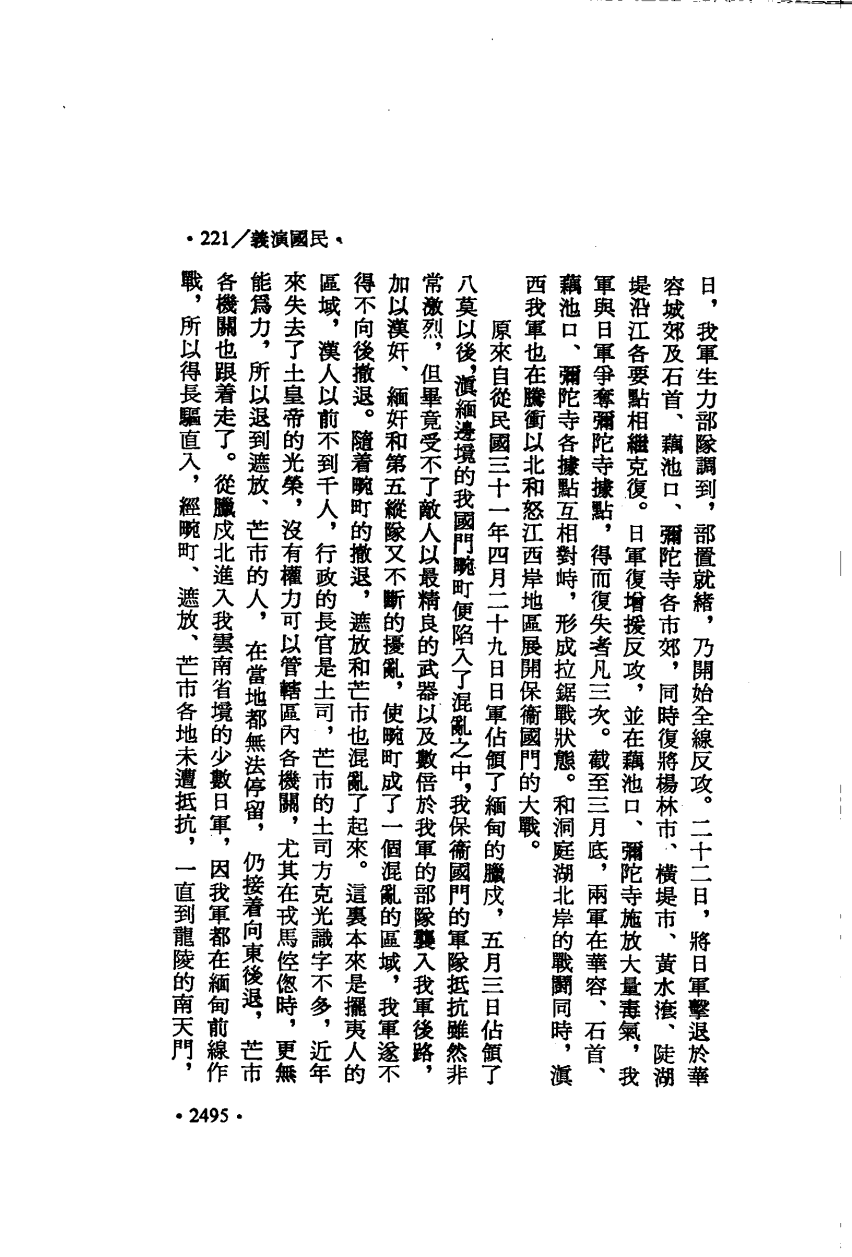 •221／義演國民•
日，我軍生力部隊調到，部置就緒，乃開始全線反攻。二十二日，將日軍擊退於華
容城郊及石首、藕池口、彌陀寺各市郊，同時復將楊林市、橫堤市、黃水淹、陡湖
堤沿江各要點相繼克復。日軍復增援反攻，並在藕池口、彌陀寺施放大量毒氣，我
軍與日軍爭奪彌陀寺據點，得而復失者凡三次。截至三月底，兩軍在華容、石首、
藕池口、彌陀寺各據點互相對峙，形成拉鋸戰狀態。和洞庭湖北岸的戰鬪同時，滇
西我軍也在騰衝以北和怒江西岸地區展開保衞國門的大戰。
原來自從民國三十一年四月二十九日日軍佔領了緬甸的臘戍，五月三日佔領了
八莫以後，滇緬邊境的我國門畹町便陷入了混亂之中，我保衞國門的軍隊抵抗雖然非
常激烈，但畢竟受不了敵人以最精良的武器以及數倍於我軍的部隊襲入我軍後路，
加以漢奸、緬奸和第五縱隊又不斷的擾亂，使畹町成了一個混亂的區域，我軍遂不
得不向後撤退。隨着畹町的撤退，遮放和芒市也混亂了起來。這裏本來是擺夷人的
區域，漢人以前不到千人，行政的長官是土司，芒市的土司方克光識字不多，近年
來失去了土皇帝的光榮，沒有權力可以管轄區內各機關，尤其在戎馬倥偬時，更無
能爲力，所以退到遮放、芒市的人，在當地都無法停留，仍接着向東後退，芒市
各機關也跟着走了。從臘戍北進入我雲南省境的少數日軍，因我軍都在緬甸前線作
戰，所以得長驅直入，經畹町、遮放、芒市各地未遭抵抗，一直到龍陵的南天門，
•2495•